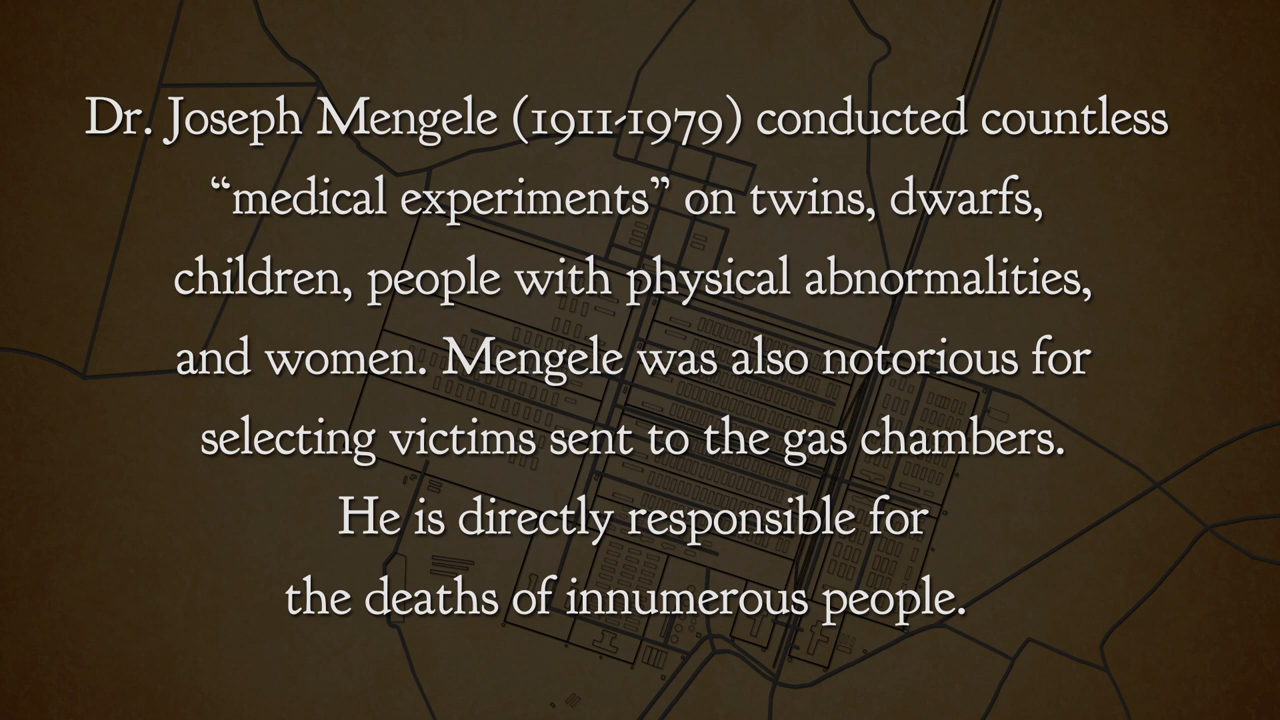 Dr. Joseph Mengele (1911-1979) conducted countless
“medical experiments” on twins, dwarfs,
children, people with physical abnormalities,
and women. Mengele was also notorious for
selecting victims sent to the gas chambers.
He is directly responsible for
the deaths of innumerous people.